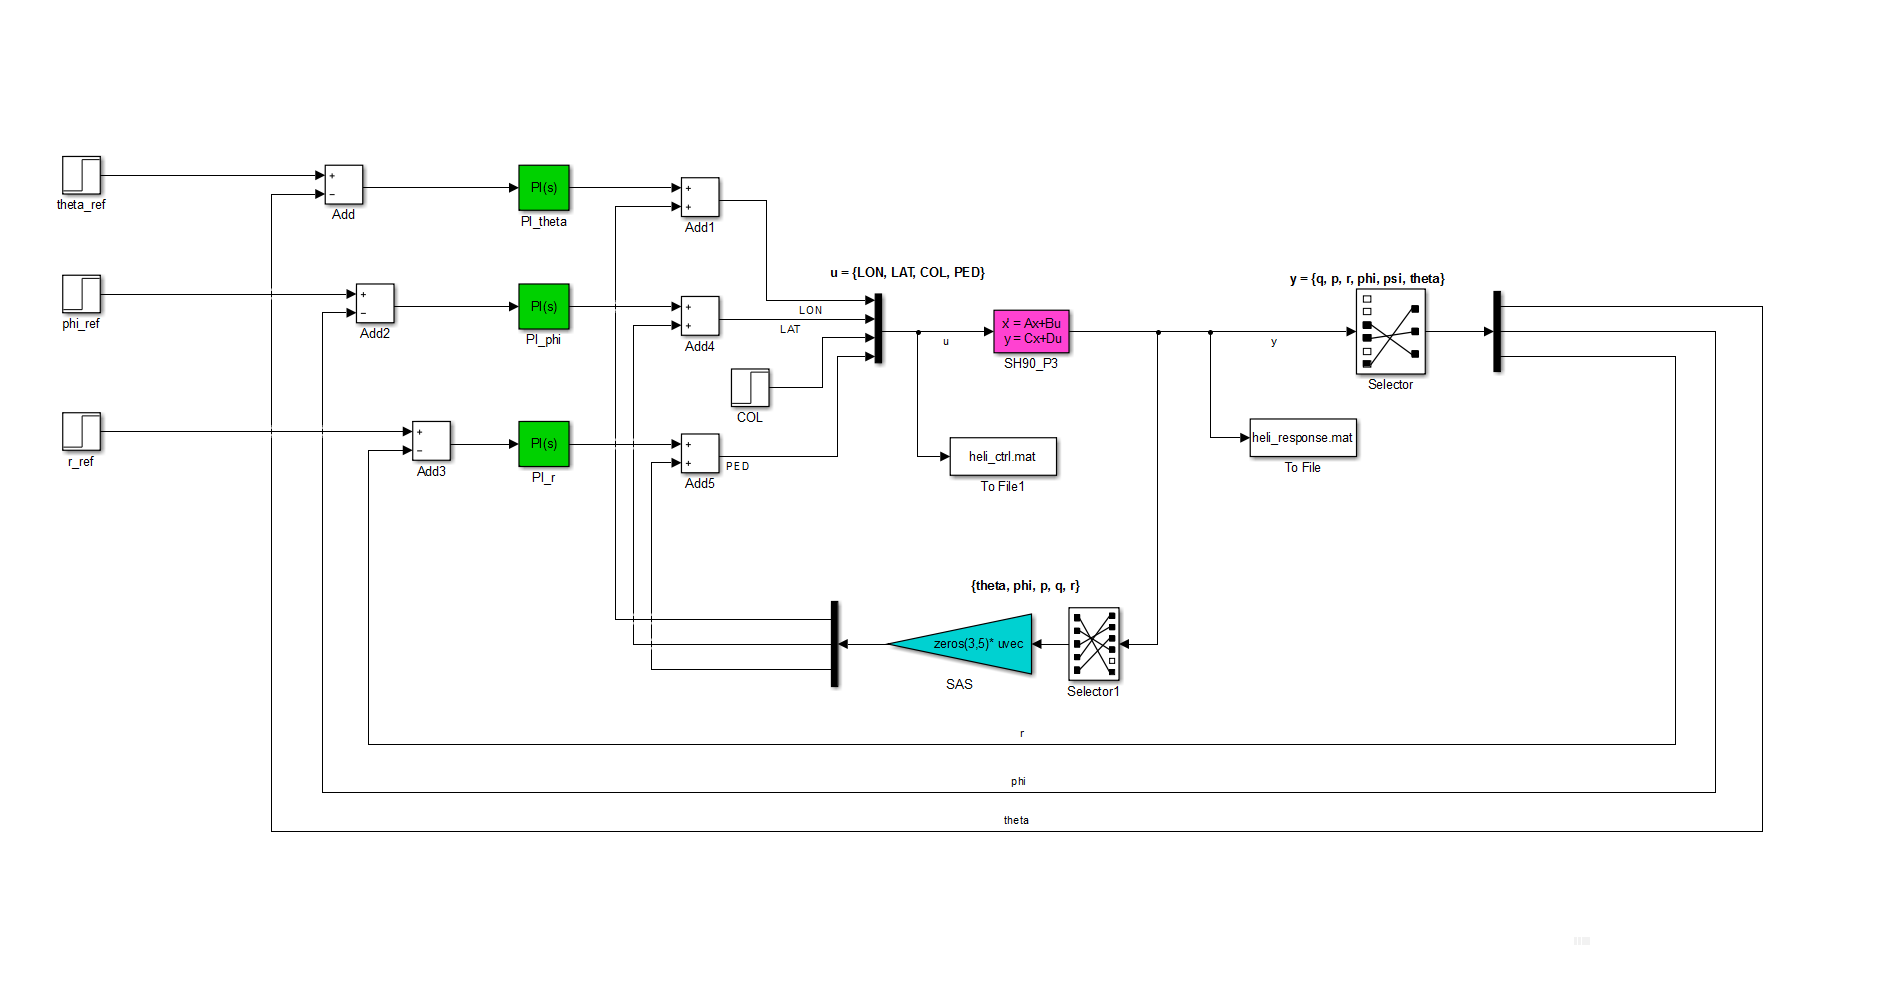 theta_ref
+
−
Add
PI(s)
PI_theta
+
+
Add1
u = {LON, LAT, COL, PED}
y = {q, p, r, phi, psi, theta}
phi_ref
+
−
Add2
PI(s)
PI_phi
+
+
Add4
LON
LAT
u
x' = Ax+Bu
y = Cx+Du
SH90_P3
y
Selector
COL
r_ref
+
−
Add3
PI(s)
PI_r
+
+
Add5
PED
heli_ctrl.mat
To File1
heli_response.mat
To File
{theta, phi, p, q, r}
zeros(3,5)* uvec
SAS
Selector1
r
phi
theta